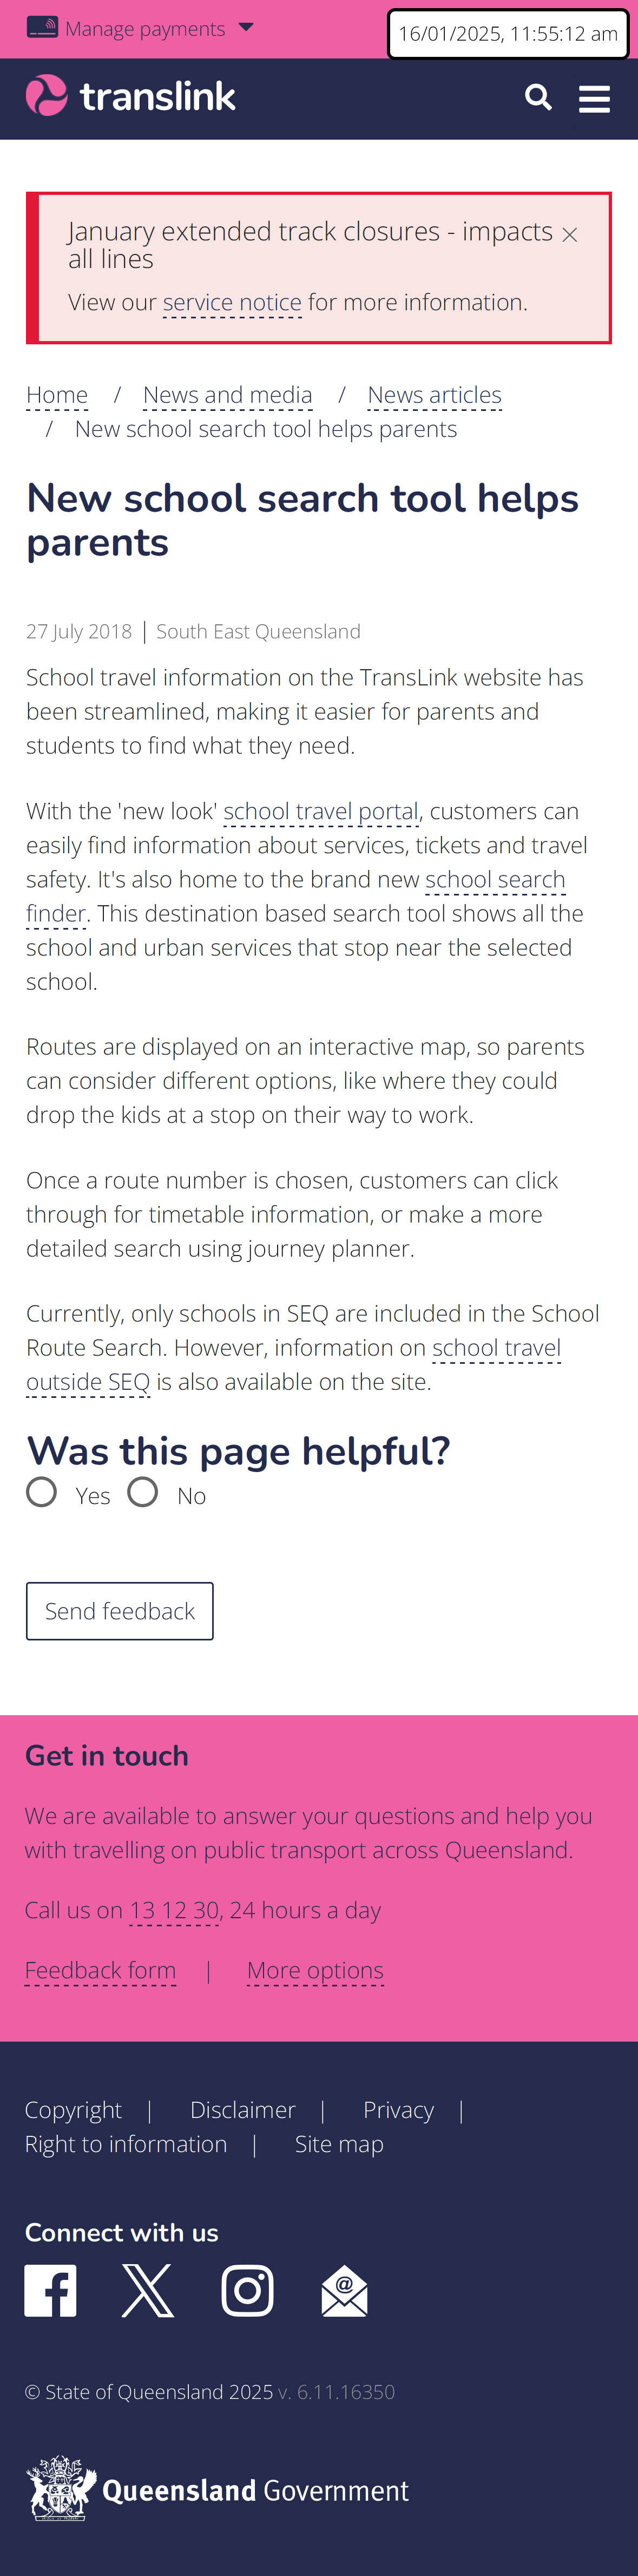 Manage payments
16/01/2025, 11:55:12 am
translink
January extended track closures - impacts
all lines
View our service notice for more information.
Home / News and media / News articles
/ New school search tool helps parents
New school search tool helps
parents
27 July 2018 | South East Queensland
School travel information on the TransLink website has
been streamlined, making it easier for parents and
students to find what they need.
With the 'new look' school travel portal, customers can
easily find information about services, tickets and travel
safety. It's also home to the brand new school search
finder. This destination based search tool shows all the
school and urban services that stop near the selected
school.
Routes are displayed on an interactive map, so parents
can consider different options, like where they could
drop the kids at a stop on their way to work.
Once a route number is chosen, customers can click
through for timetable information, or make a more
detailed search using journey planner.
Currently, only schools in SEQ are included in the School
Route Search. However, information on school travel
outside SEQ is also available on the site.
Was this page helpful?
Yes No
Send feedback
Get in touch
We are available to answer your questions and help you
with travelling on public transport across Queensland.
Call us on 13 12 30, 24 hours a day
Feedback form | More options
Copyright | Disclaimer | Privacy |
Right to information | Site map
Connect with us
© State of Queensland 2025 v. 6.11.16350
Queensland Government